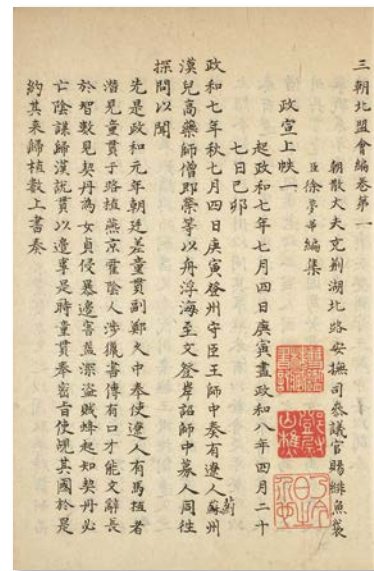 三朝北盟會編卷第一
朝散大夫充荆湖北路安撫司叅議官賜緋魚袋
臣徐夢莘編集
政宣上帙一
起政和七年七月四日庚寅盡政和八年四月二十
七日己卯
政和七年秋七月四日庚寅登州守臣王師中奏有遼人蘇州
漢兒高藥師僧即榮等以舟浮海至文登岸詔師中募人同徃
探問以聞
先是政和元年朝廷差童貫副鄭久中奉使遼人有馬植者
潛見童貫于路植燕京霍陰人涉獵書傳有口才能文辭長
於智數見契丹為女真侵暴邊害益深盗賊蜂起知契丹必
亡陰謀歸漢説貫以邊事是時童貫奉密旨使覘其國於是
約其来歸植數上書奏